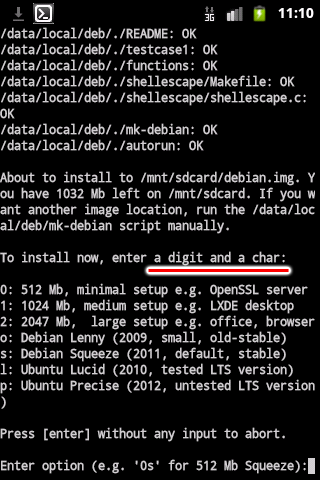 3G 11:10
/data/local/deb/./README: OK
/data/local/deb/./testcase1: OK
/data/local/deb/./functions: OK
/data/local/deb/./shellescape/Makefile: OK
/data/local/deb/./shellescape/shellescape.c:
OK
/data/local/deb/./mk-debian: OK
/data/local/deb/./autorun: OK
About to install to /mnt/sdcard/debian.img. Y
ou have 1032 Mb left on /mnt/sdcard. If you w
ant another image location, run the /data/loc
al/deb/mk-debian script manually.
To install now, enter a digit and a char:
0: 512 Mb, minimal setup e.g. OpenSSL server
1: 1024 Mb, medium setup e.g. LXDE desktop
2: 2047 Mb,  large setup e.g. office, browser
o: Debian Lenny (2009, small, old-stable)
s: Debian Squeeze (2011, default, stable)
l: Ubuntu Lucid (2010, tested LTS version)
p: Ubuntu Precise (2012, untested LTS version
)
Press [enter] without any input to abort.
Enter option (e.g. '0s' for 512 Mb Squeeze):